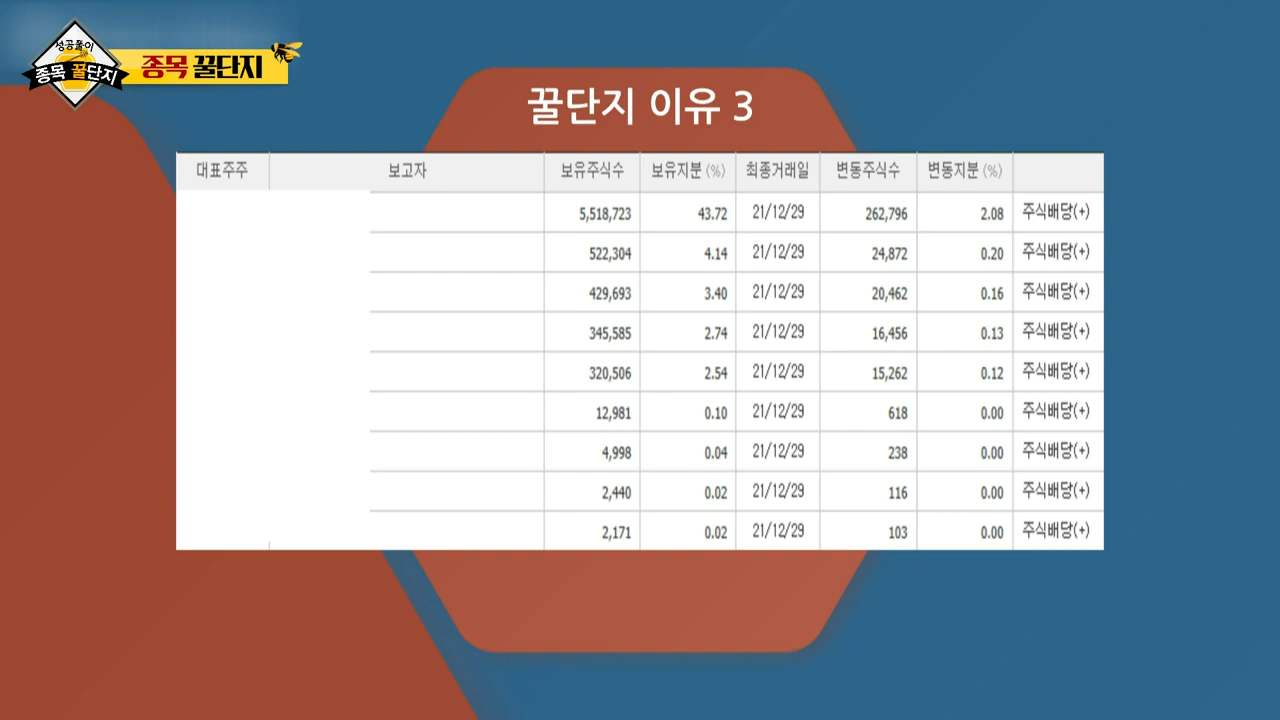 성공풀이
종목 꿀단지
종목 꿀단지
꿀단지 이유 3
대표주주 보고자 보유주식수 보유지분 (%) 최종거래일 변동주식수 변동지분 (%)
5,518,723 43.72 21/12/29 262,796 2.08 주식배당(+)
522,304 4.14 21/12/29 24,872 0.20 주식배당(+)
429,693 3.40 21/12/29 20,462 0.16 주식배당(+)
345,585 2.74 21/12/29 16,456 0.13 주식배당(+)
320,506 2.54 21/12/29 15,262 0.12 주식배당(+)
12,981 0.10 21/12/29 618 0.00 주식배당(+)
4,998 0.04 21/12/29 238 0.00 주식배당(+)
2,440 0.02 21/12/29 116 0.00 주식배당(+)
2,171 0.02 21/12/29 103 0.00 주식배당(+)